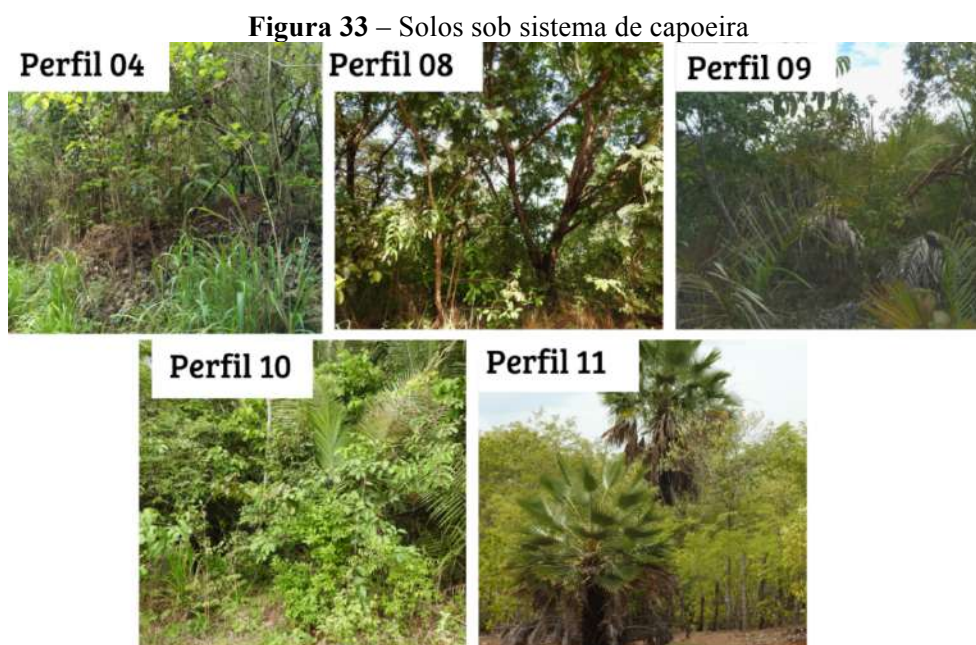 Figura 33 – Solos sob sistema de capoeira
Perfil 04
Perfil 08
Perfil 09
Perfil 10
Perfil 11